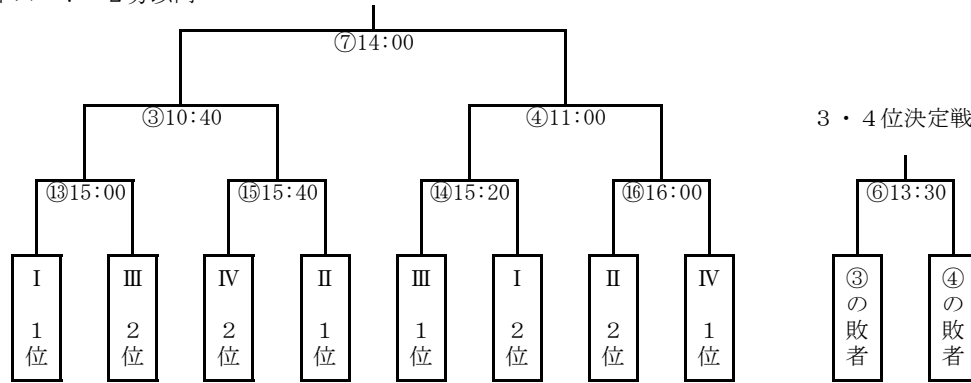 ⑦14:00
③10:40
④11:00
3・4位決定戦
⑬15:00
⑮15:40
⑭15:20
⑯16:00
⑥13:30
Ⅰ 1位
Ⅲ 2位
Ⅳ 2位
Ⅱ 1位
Ⅲ 1位
Ⅰ 2位
Ⅱ 2位
Ⅳ 1位
③の敗者
④の敗者